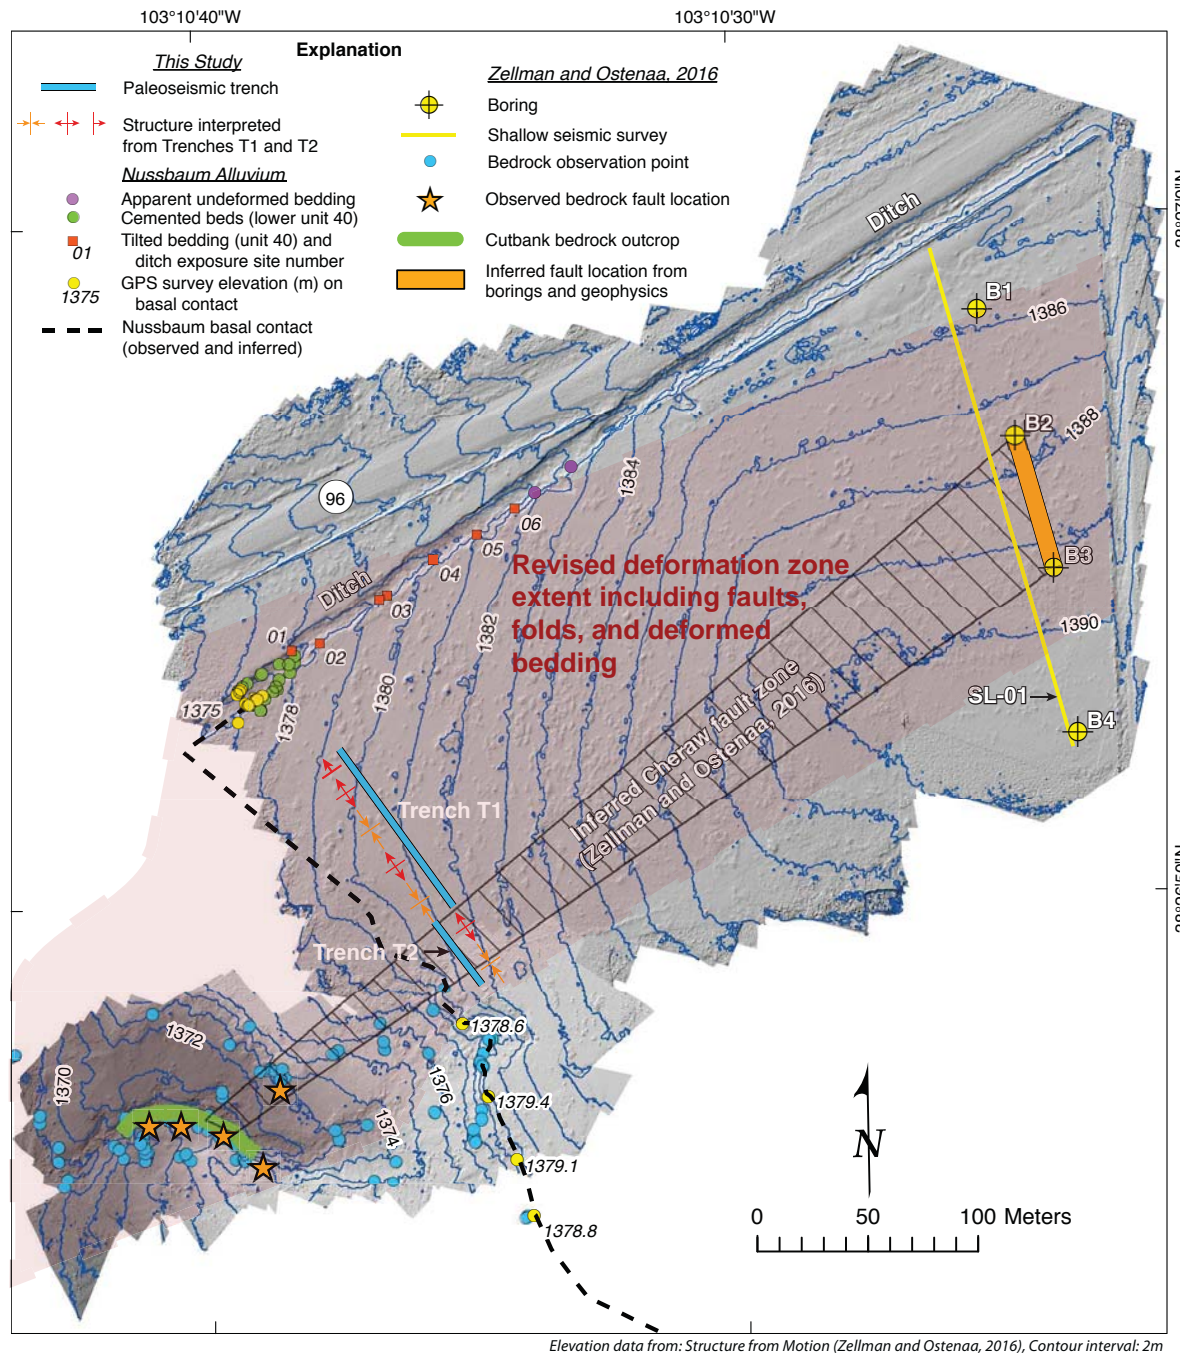 103°10'40"W
103°10'30"W
Explanation
This Study
Paleoseismic trench
Structure interpreted
from Trenches T1 and T2
Nussbaum Alluvium
Apparent undeformed bedding
Cemented beds (lower unit 40)
Tilted bedding (unit 40) and
01
ditch exposure site number
GPS survey elevation (m) on
1375
basal contact
Nussbaum basal contact
(observed and inferred)
Zellman and Ostenaa, 2016
Boring
Shallow seismic survey
Bedrock observation point
Observed bedrock fault location
Cutbank bedrock outcrop
Inferred fault location from
borings and geophysics
Ditch
B1
1386
B2
1388
1384
96
06
05
04
B3
Revised deformation zone
extent including faults,
folds, and deformed
bedding
Ditch
03
1382
1390
01
02
1380
1375
1378
SL-01
B4
Inferred Cheraw fault zone
(Zellman and Ostenaa, 2016)
Trench T1
Trench T2
1378.6
1372
1370
1376
1379.4
1374
1379.1
1378.8
N
0 50 100 Meters
Elevation data from: Structure from Motion (Zellman and Ostenaa, 2016), Contour interval: 2m